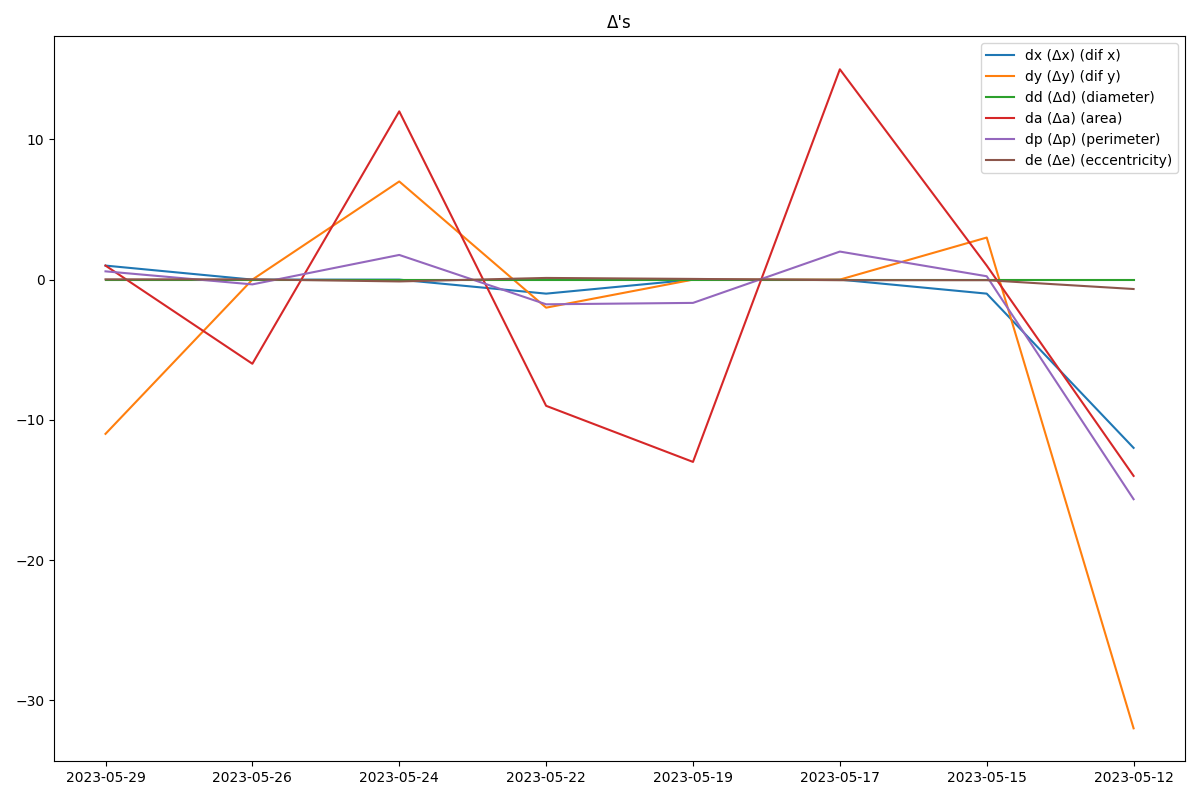 Δ's
dx (Δx) (dif x)
dy (Δy) (dif y)
dd (Δd) (diameter)
da (Δa) (area)
dp (Δp) (perimeter)
de (Δe) (eccentricity)
10
0
−10
−20
−30
2023-05-29 2023-05-26 2023-05-24 2023-05-22 2023-05-19 2023-05-17 2023-05-15 2023-05-12